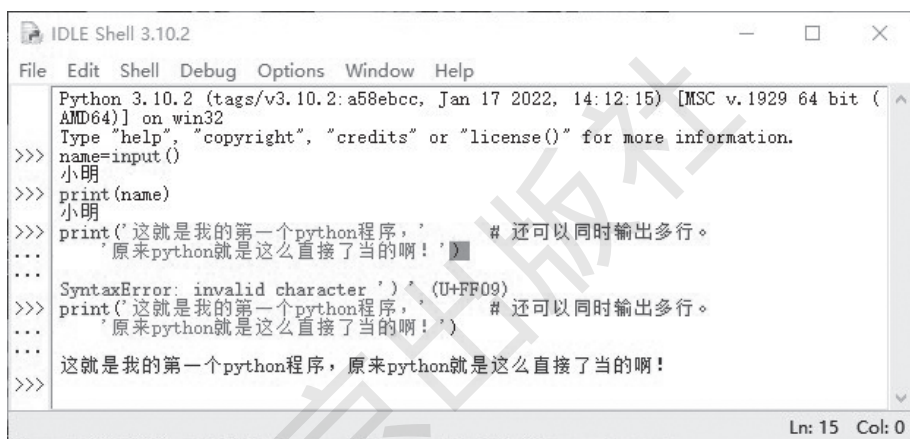 IDLE Shell 3.10.2
File Edit Shell Debug Options Window Help
Python 3.10.2 (tags/v3.10.2:a58ebcc, Jan 17 2022, 14:12:15) [MSC v.1929 64 bit (
AMD64)] on win32
Type "help", "copyright", "credits" or "license()" for more information.
>>> name=input()
小明
>>> print(name)
小明
>>> print('这就是我的第一个python程序，' # 还可以同时输出多行。
... '原来python就是这么直接了当的啊！'）
...
SyntaxError: invalid character '）' (U+FF09)
>>> print('这就是我的第一个python程序，' # 还可以同时输出多行。
... '原来python就是这么直接了当的啊！')
...
这就是我的第一个python程序，原来python就是这么直接了当的啊！
>>>
Ln: 15 Col: 0
京出版社